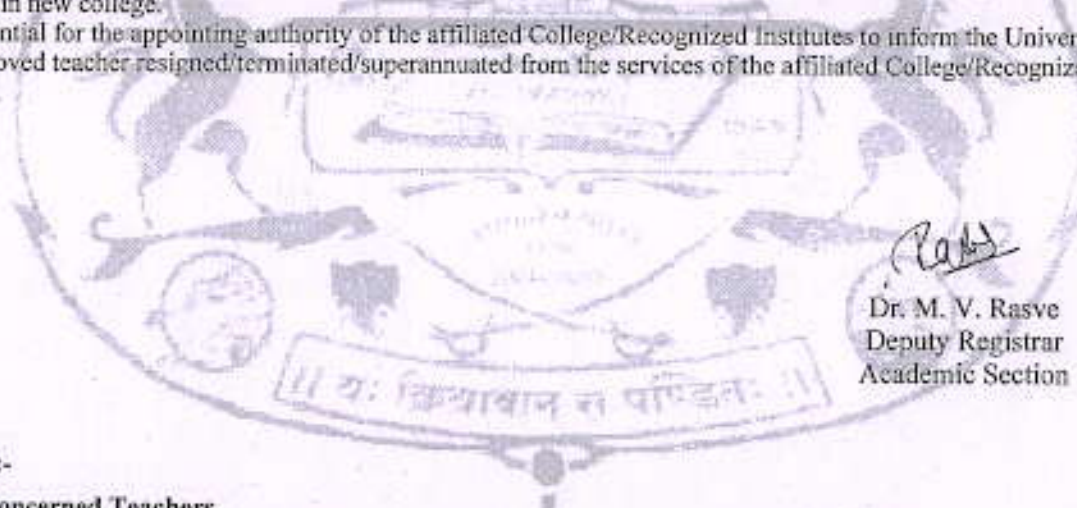 in new college.
ntial for the appointing authority of the affiliated College/Recognized Institutes to inform the Univer
oved teacher resigned/terminated/superannuated from the services of the affiliated College/Recogniz
1949
Dr. M. V. Rasve
Deputy Registrar
Academic Section
|| य: क्रियावान स पण्डित: ||
:-
oncerned Teachers